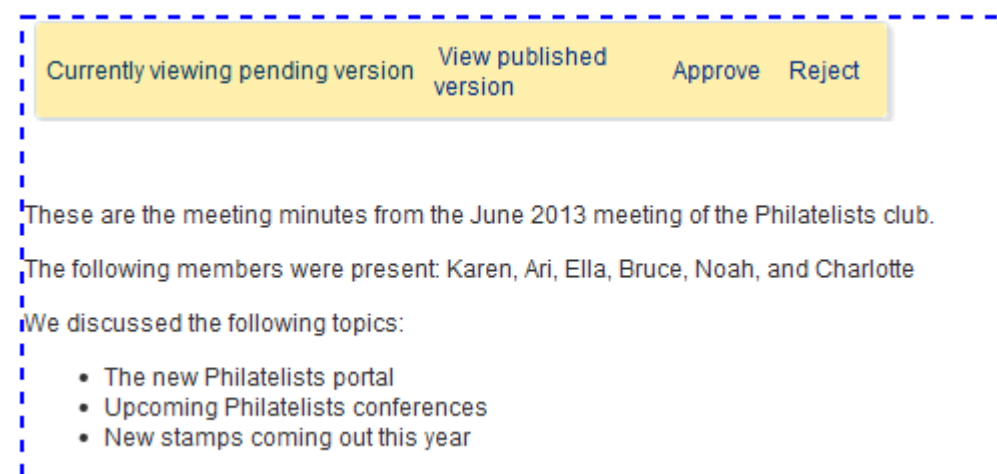 Currently viewing pending version View published version Approve Reject
These are the meeting minutes from the June 2013 meeting of the Philatelists club.
The following members were present: Karen, Ari, Ella, Bruce, Noah, and Charlotte
We discussed the following topics:
• The new Philatelists portal
• Upcoming Philatelists conferences
• New stamps coming out this year